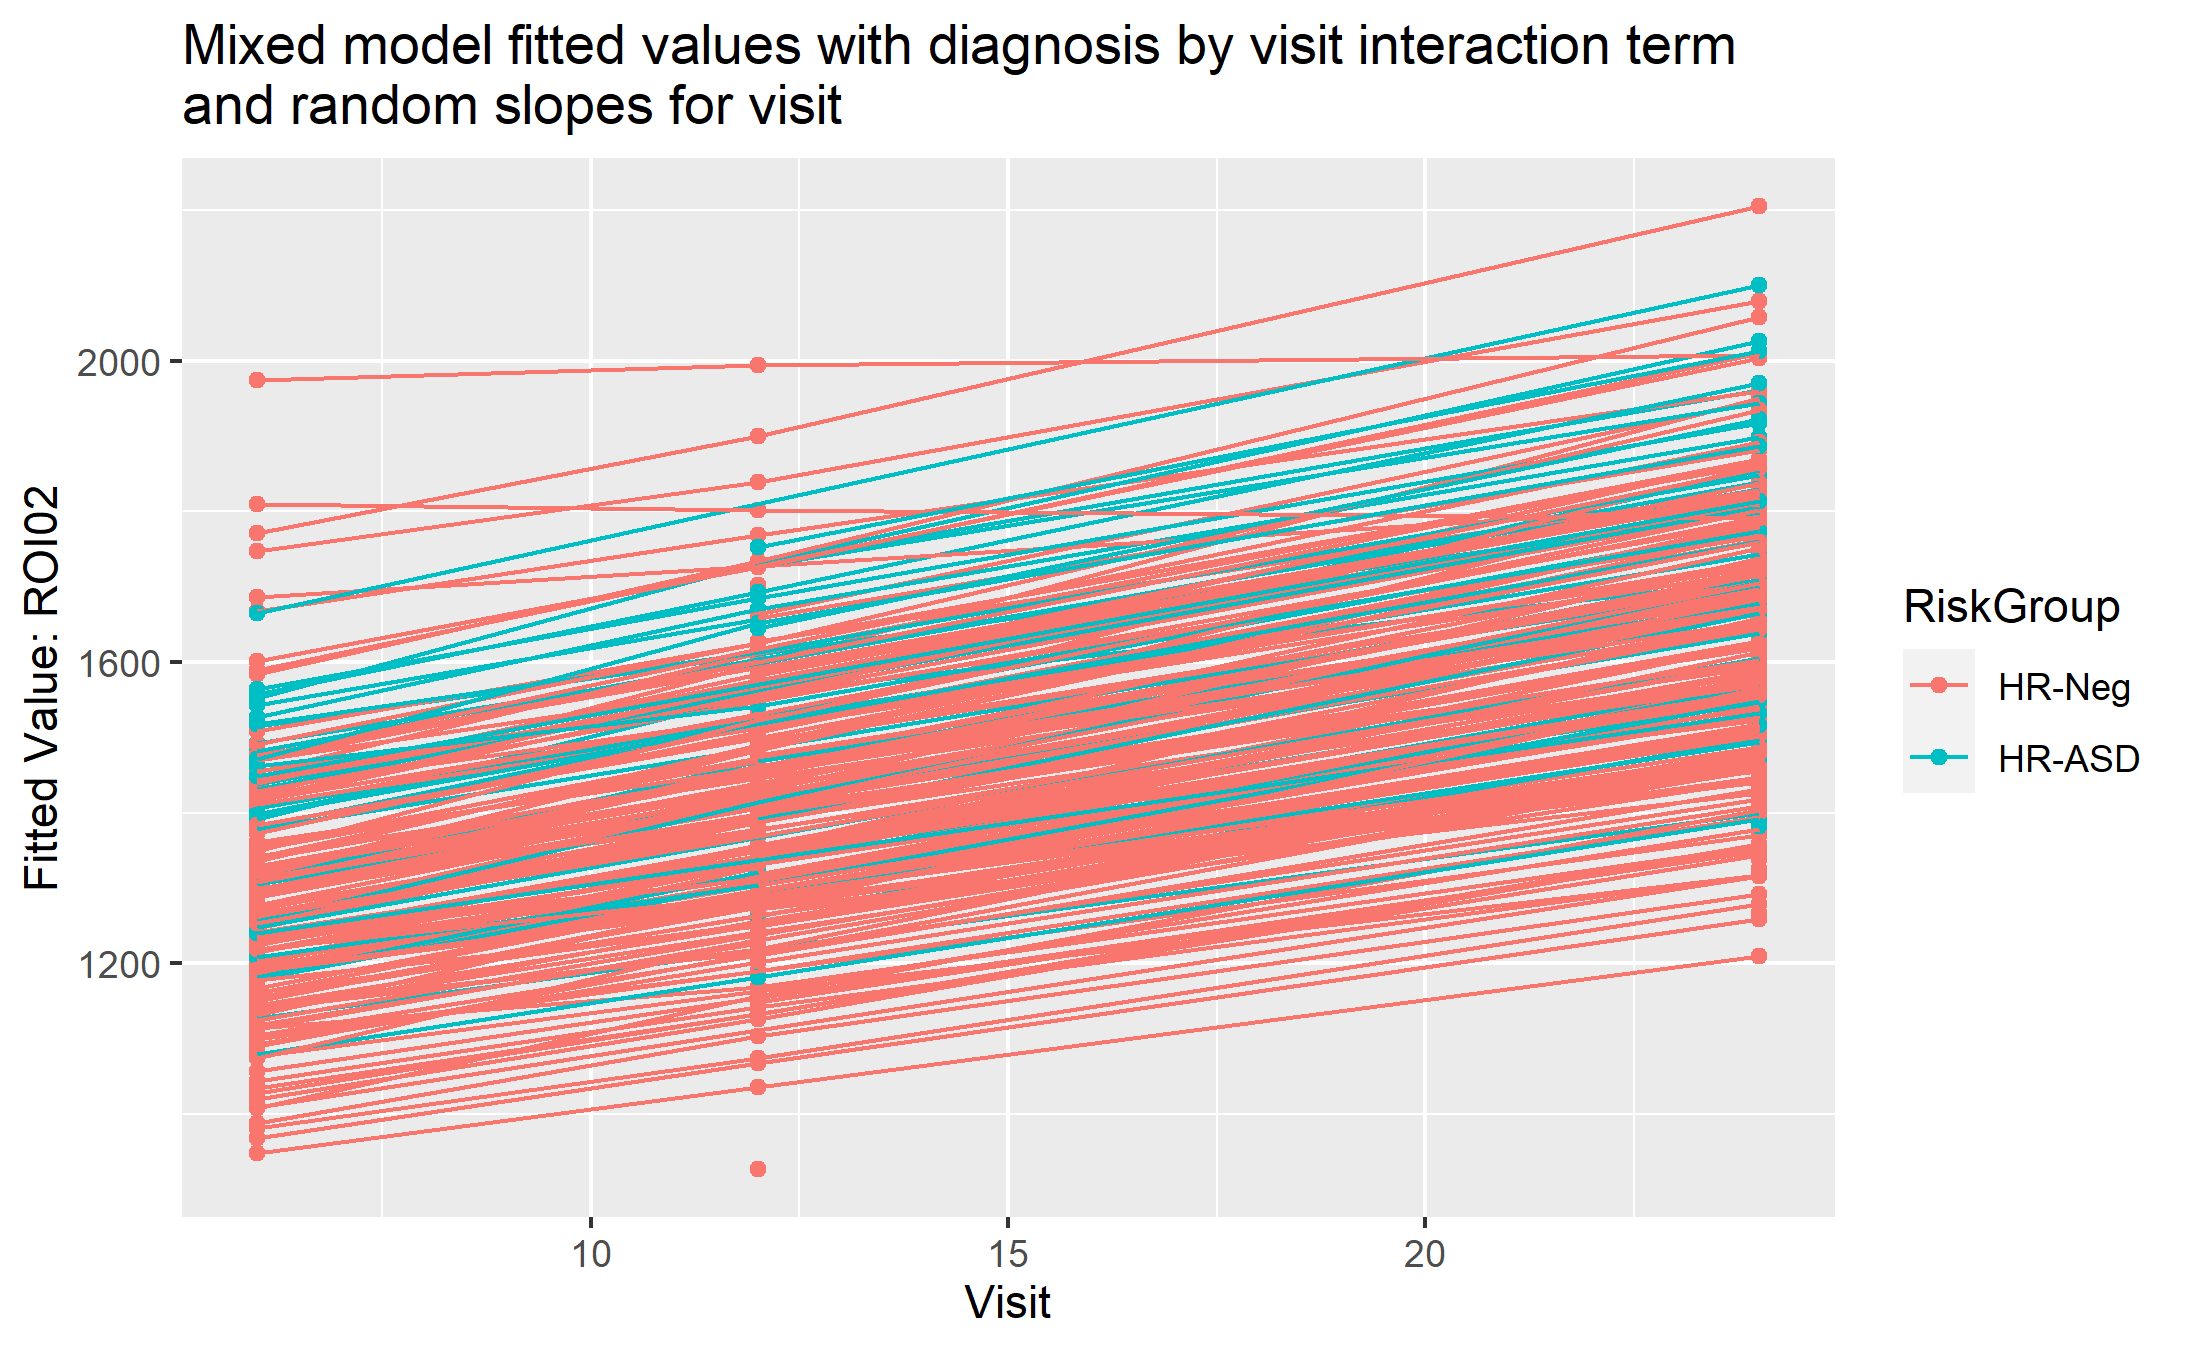 Mixed model fitted values with diagnosis by visit interaction term
and random slopes for visit
Fitted Value: ROI02
2000
1600
1200
10
15
20
Visit
RiskGroup
HR-Neg
HR-ASD